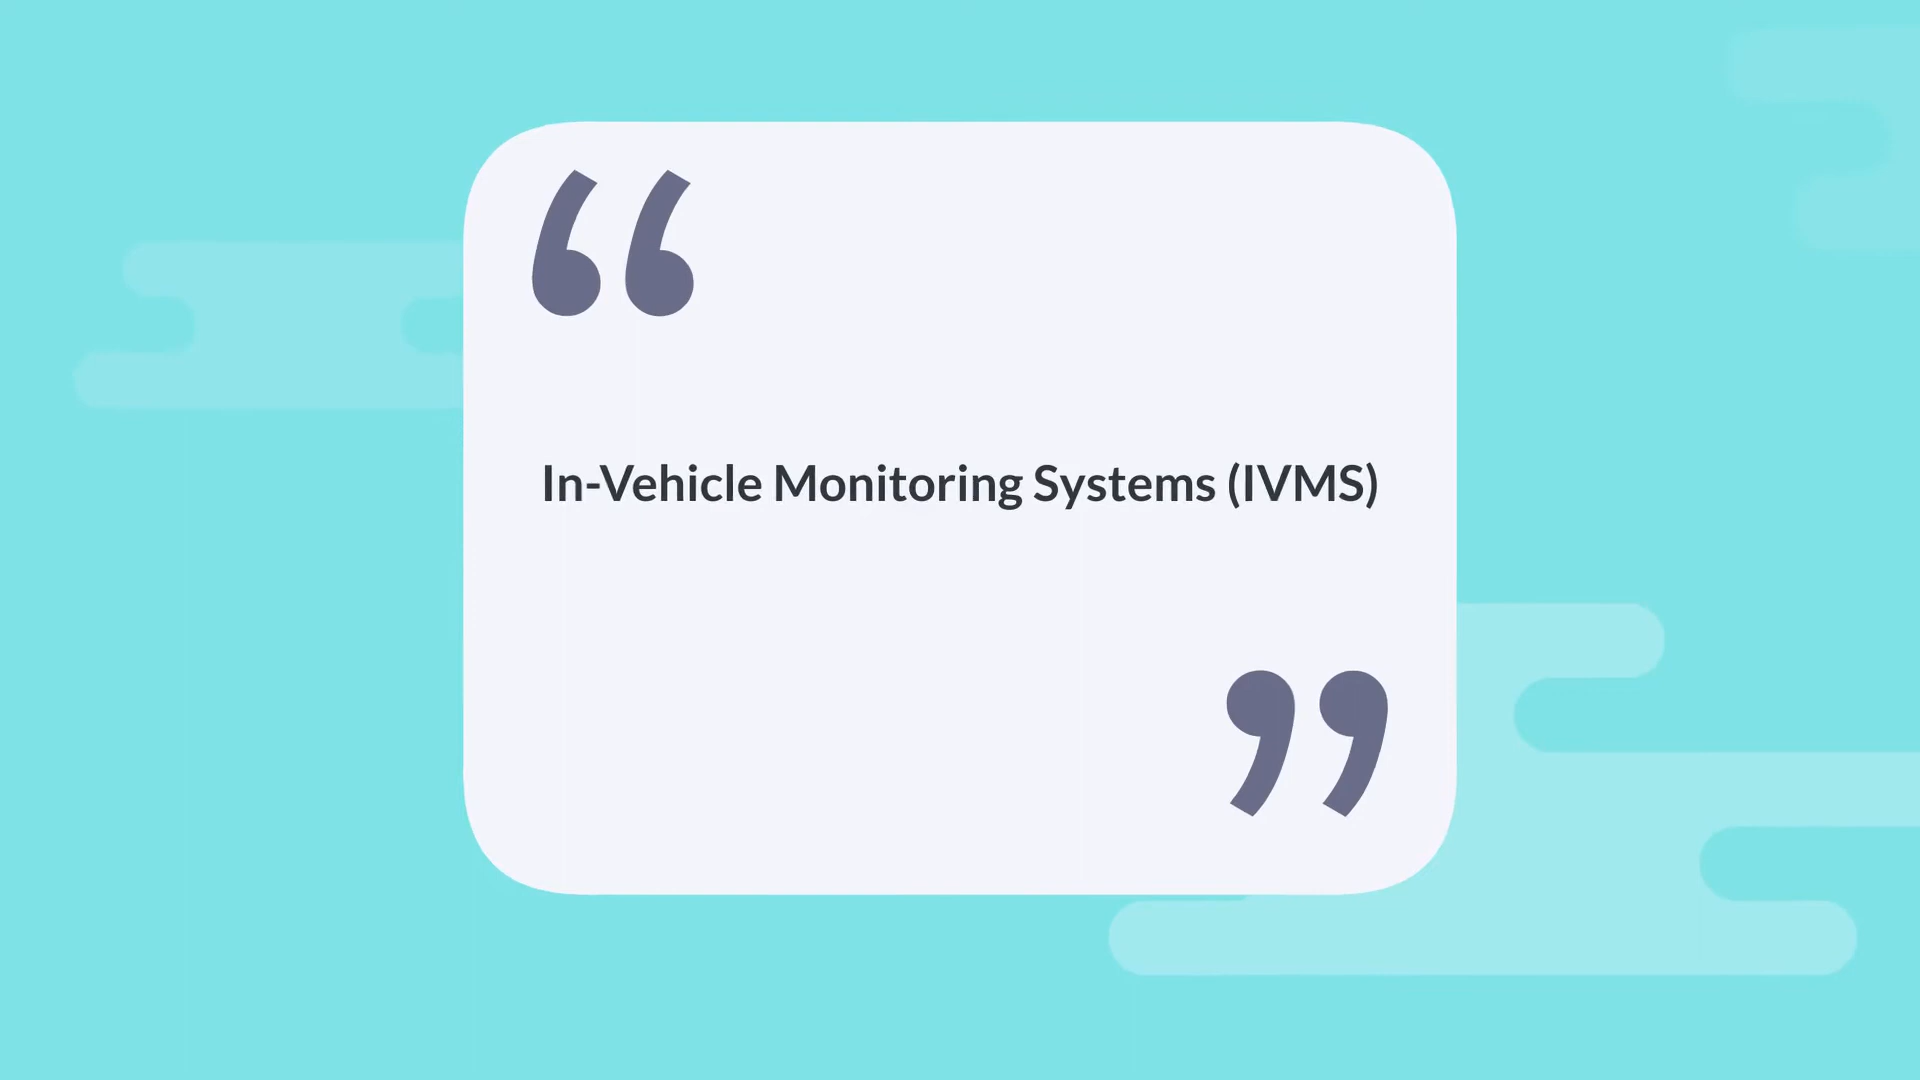 “
In-Vehicle Monitoring Systems (IVMS)
”